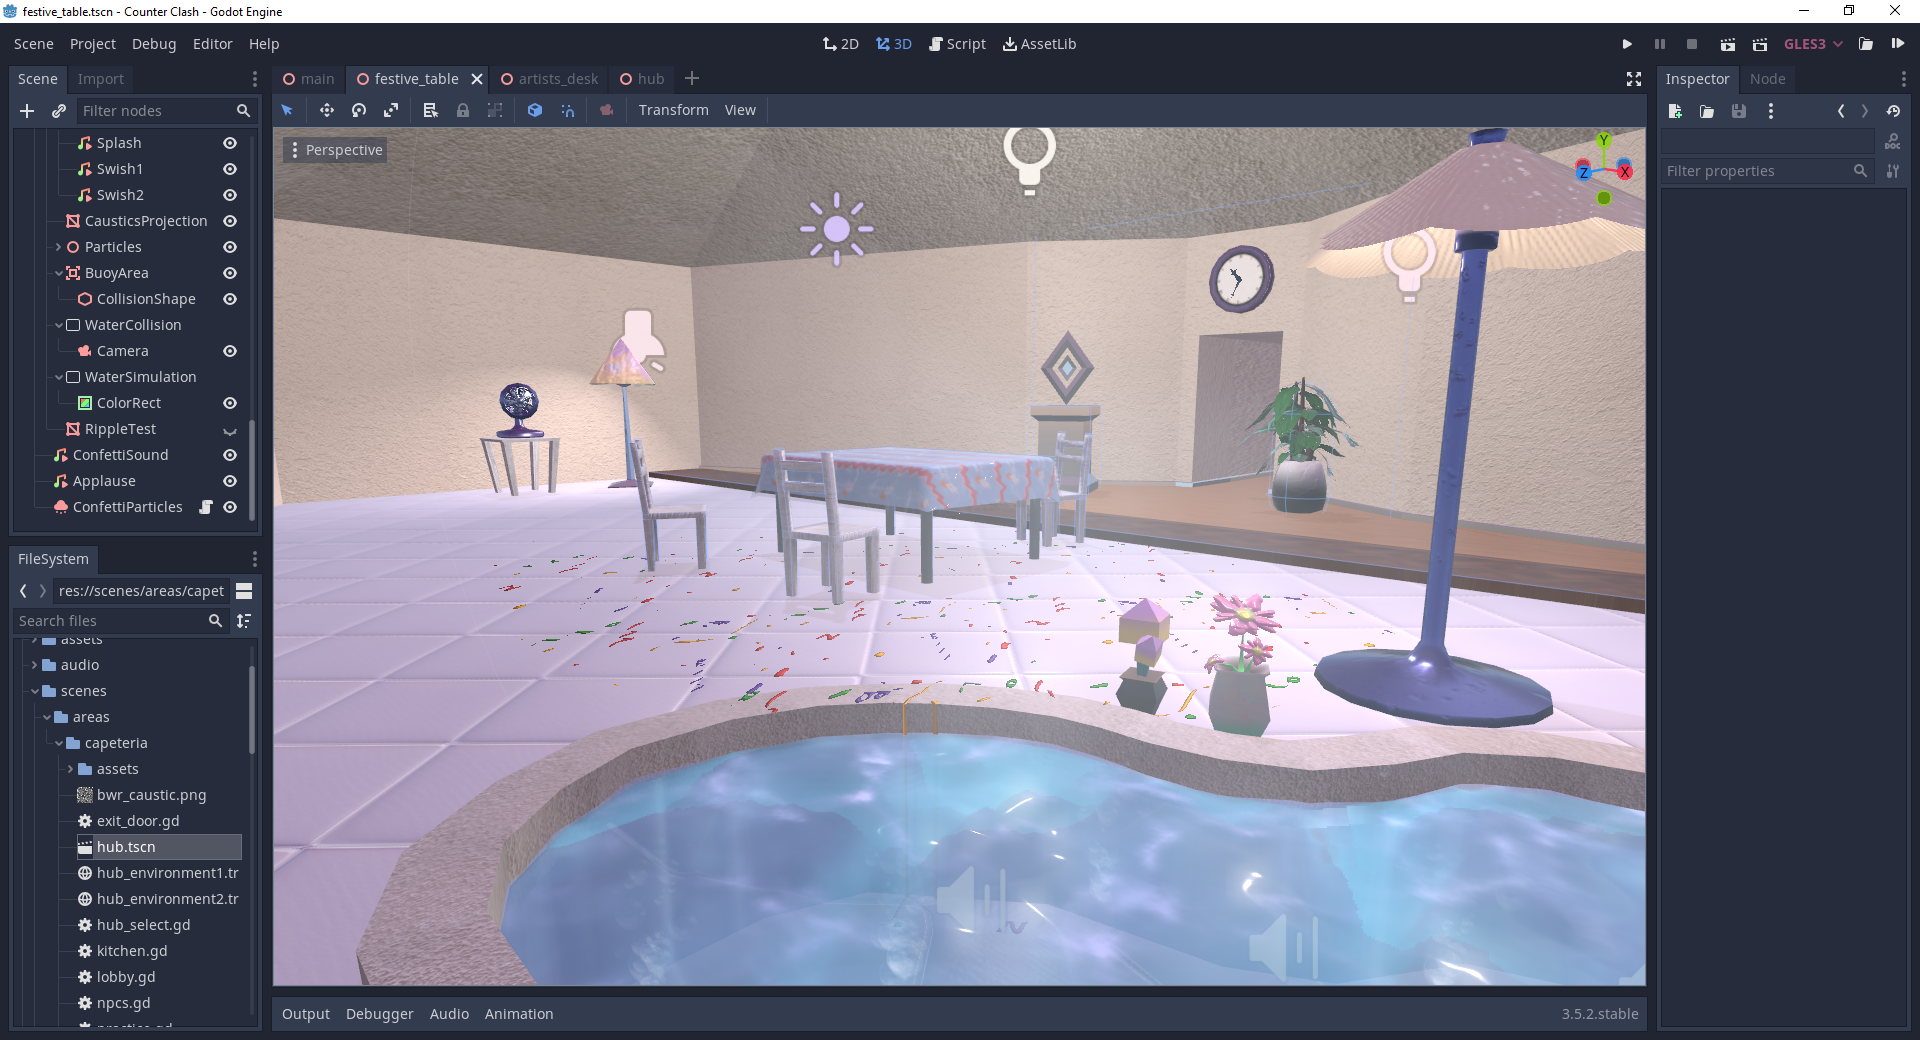 festive_table.tscn - Counter Clash - Godot Engine
Scene Project Debug Editor Help
2D 3D Script AssetLib
GLES3
Scene Import
Filter nodes
Splash
Swish1
Swish2
CausticsProjection
Particles
BuoyArea
CollisionShape
WaterCollision
Camera
WaterSimulation
ColorRect
RippleTest
ConfettiSound
Applause
ConfettiParticles
FileSystem
res://scenes/areas/capet
Search files
assets
audio
scenes
areas
capeteria
assets
bwr_caustic.png
exit_door.gd
hub.tscn
hub_environment1.tr
hub_environment2.tr
hub_select.gd
kitchen.gd
lobby.gd
npcs.gd
main festive_table artists_desk hub
Transform View
Perspective
Y
Z X
Output Debugger Audio Animation
3.5.2.stable
Inspector Node
Filter properties
DOC